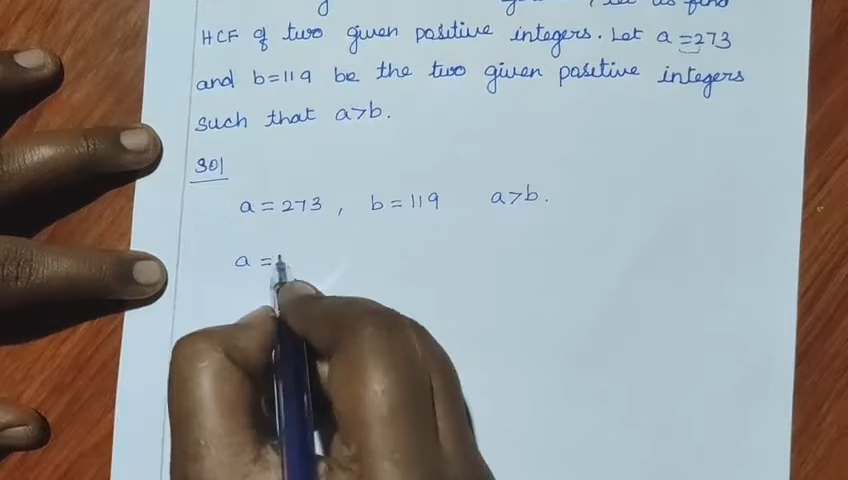 HCF of two given positive integers. Let a=273
and b=119 be the two given positive integers
such that a>b.
Sol
a = 273 , b = 119 a>b.
a =